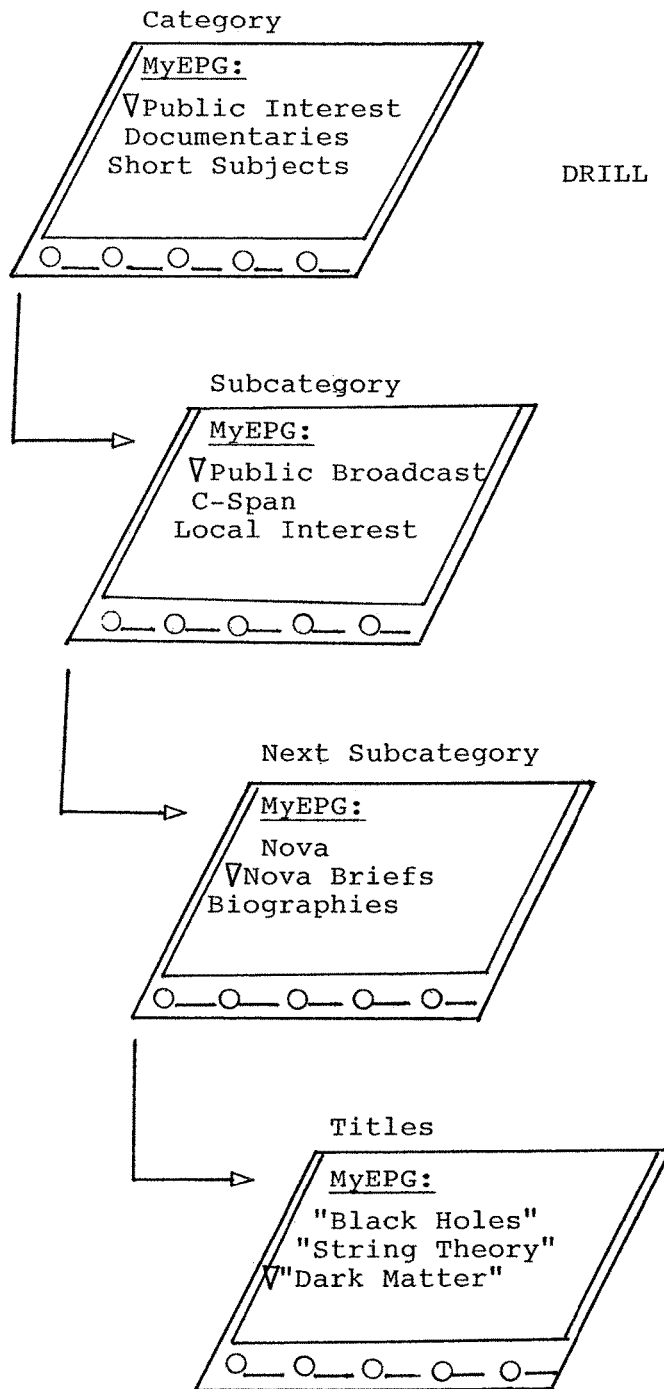 Category
MyEPG:
∇Public Interest
Documentaries
Short Subjects
DRILL
Subcategory
MyEPG:
∇Public Broadcast
C-Span
Local Interest
Next Subcategory
MyEPG:
Nova
∇Nova Briefs
Biographies
Titles
MyEPG:
"Black Holes"
"String Theory"
∇"Dark Matter"